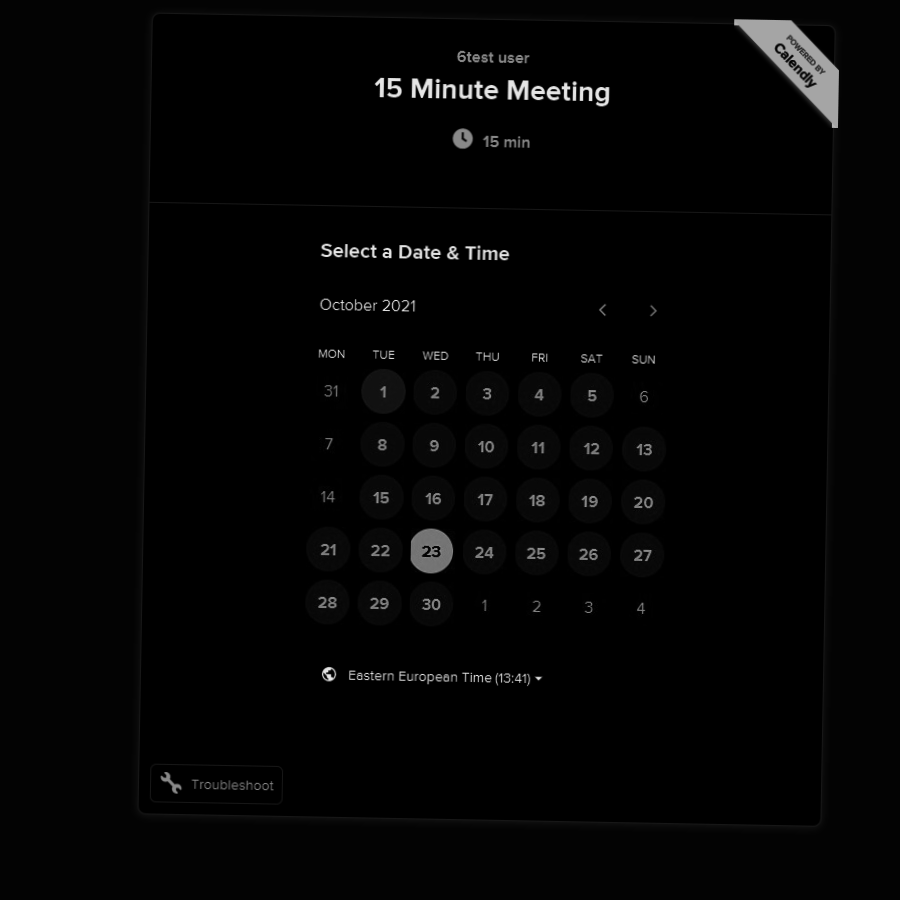 POWERED BY
Calendly
6test user
15 Minute Meeting
15 min
Select a Date & Time
October 2021
MON TUE WED THU FRI SAT SUN
31 1 2 3 4 5 6
7 8 9 10 11 12 13
14 15 16 17 18 19 20
21 22 23 24 25 26 27
28 29 30 1 2 3 4
Eastern European Time (13:41)
Troubleshoot